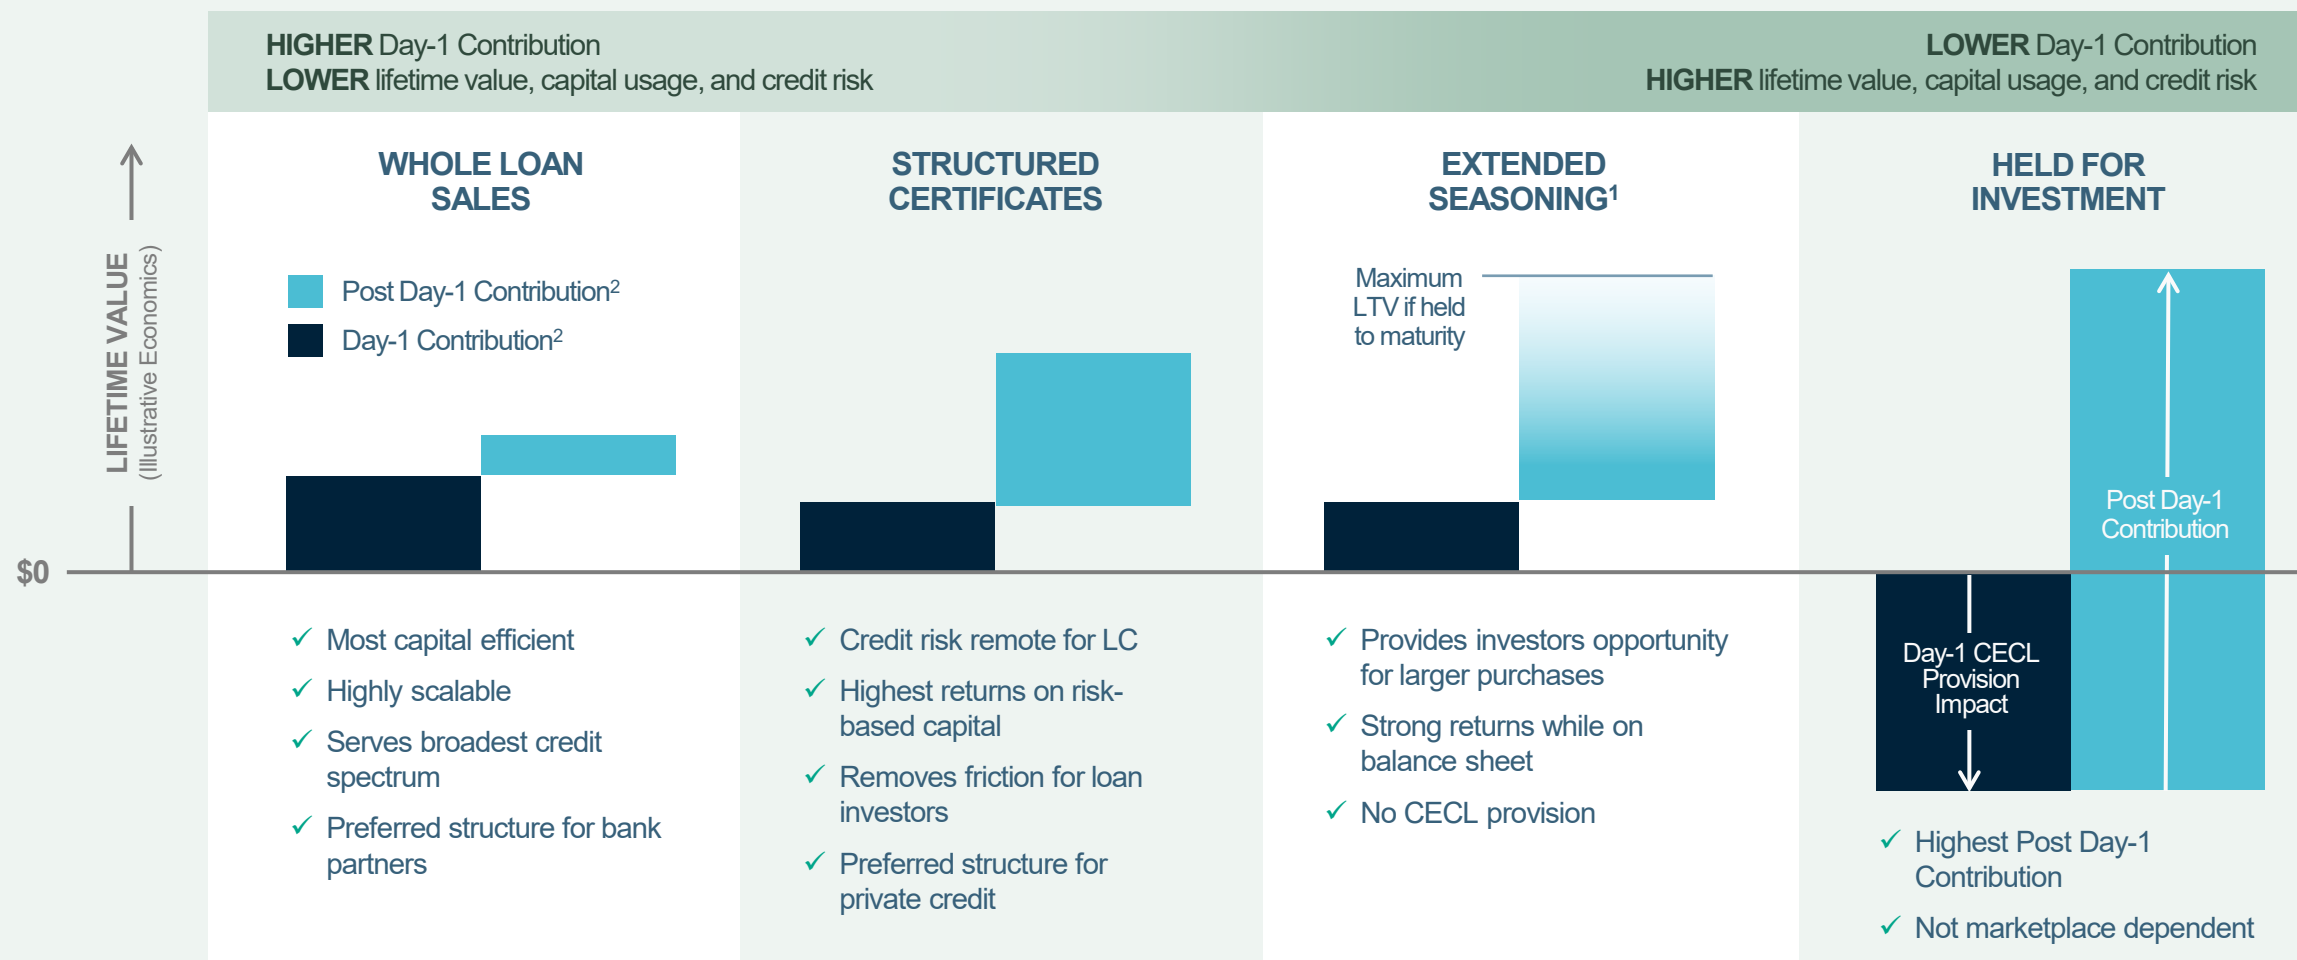 HIGHER Day-1 Contribution
LOWER lifetime value, capital usage, and credit risk
LOWER Day-1 Contribution
HIGHER lifetime value, capital usage, and credit risk
LIFETIME VALUE
(Illustrative Economics)
$0
WHOLE LOAN
SALES
Post Day-1 Contribution²
Day-1 Contribution²
✓ Most capital efficient
✓ Highly scalable
✓ Serves broadest credit
spectrum
✓ Preferred structure for bank
partners
STRUCTURED
CERTIFICATES
✓ Credit risk remote for LC
✓ Highest returns on risk-
based capital
✓ Removes friction for loan
investors
✓ Preferred structure for
private credit
EXTENDED
SEASONING¹
Maximum
LTV if held
to maturity
✓ Provides investors opportunity
for larger purchases
✓ Strong returns while on
balance sheet
✓ No CECL provision
HELD FOR
INVESTMENT
Post Day-1
Contribution
Day-1 CECL
Provision
Impact
✓ Highest Post Day-1
Contribution
✓ Not marketplace dependent